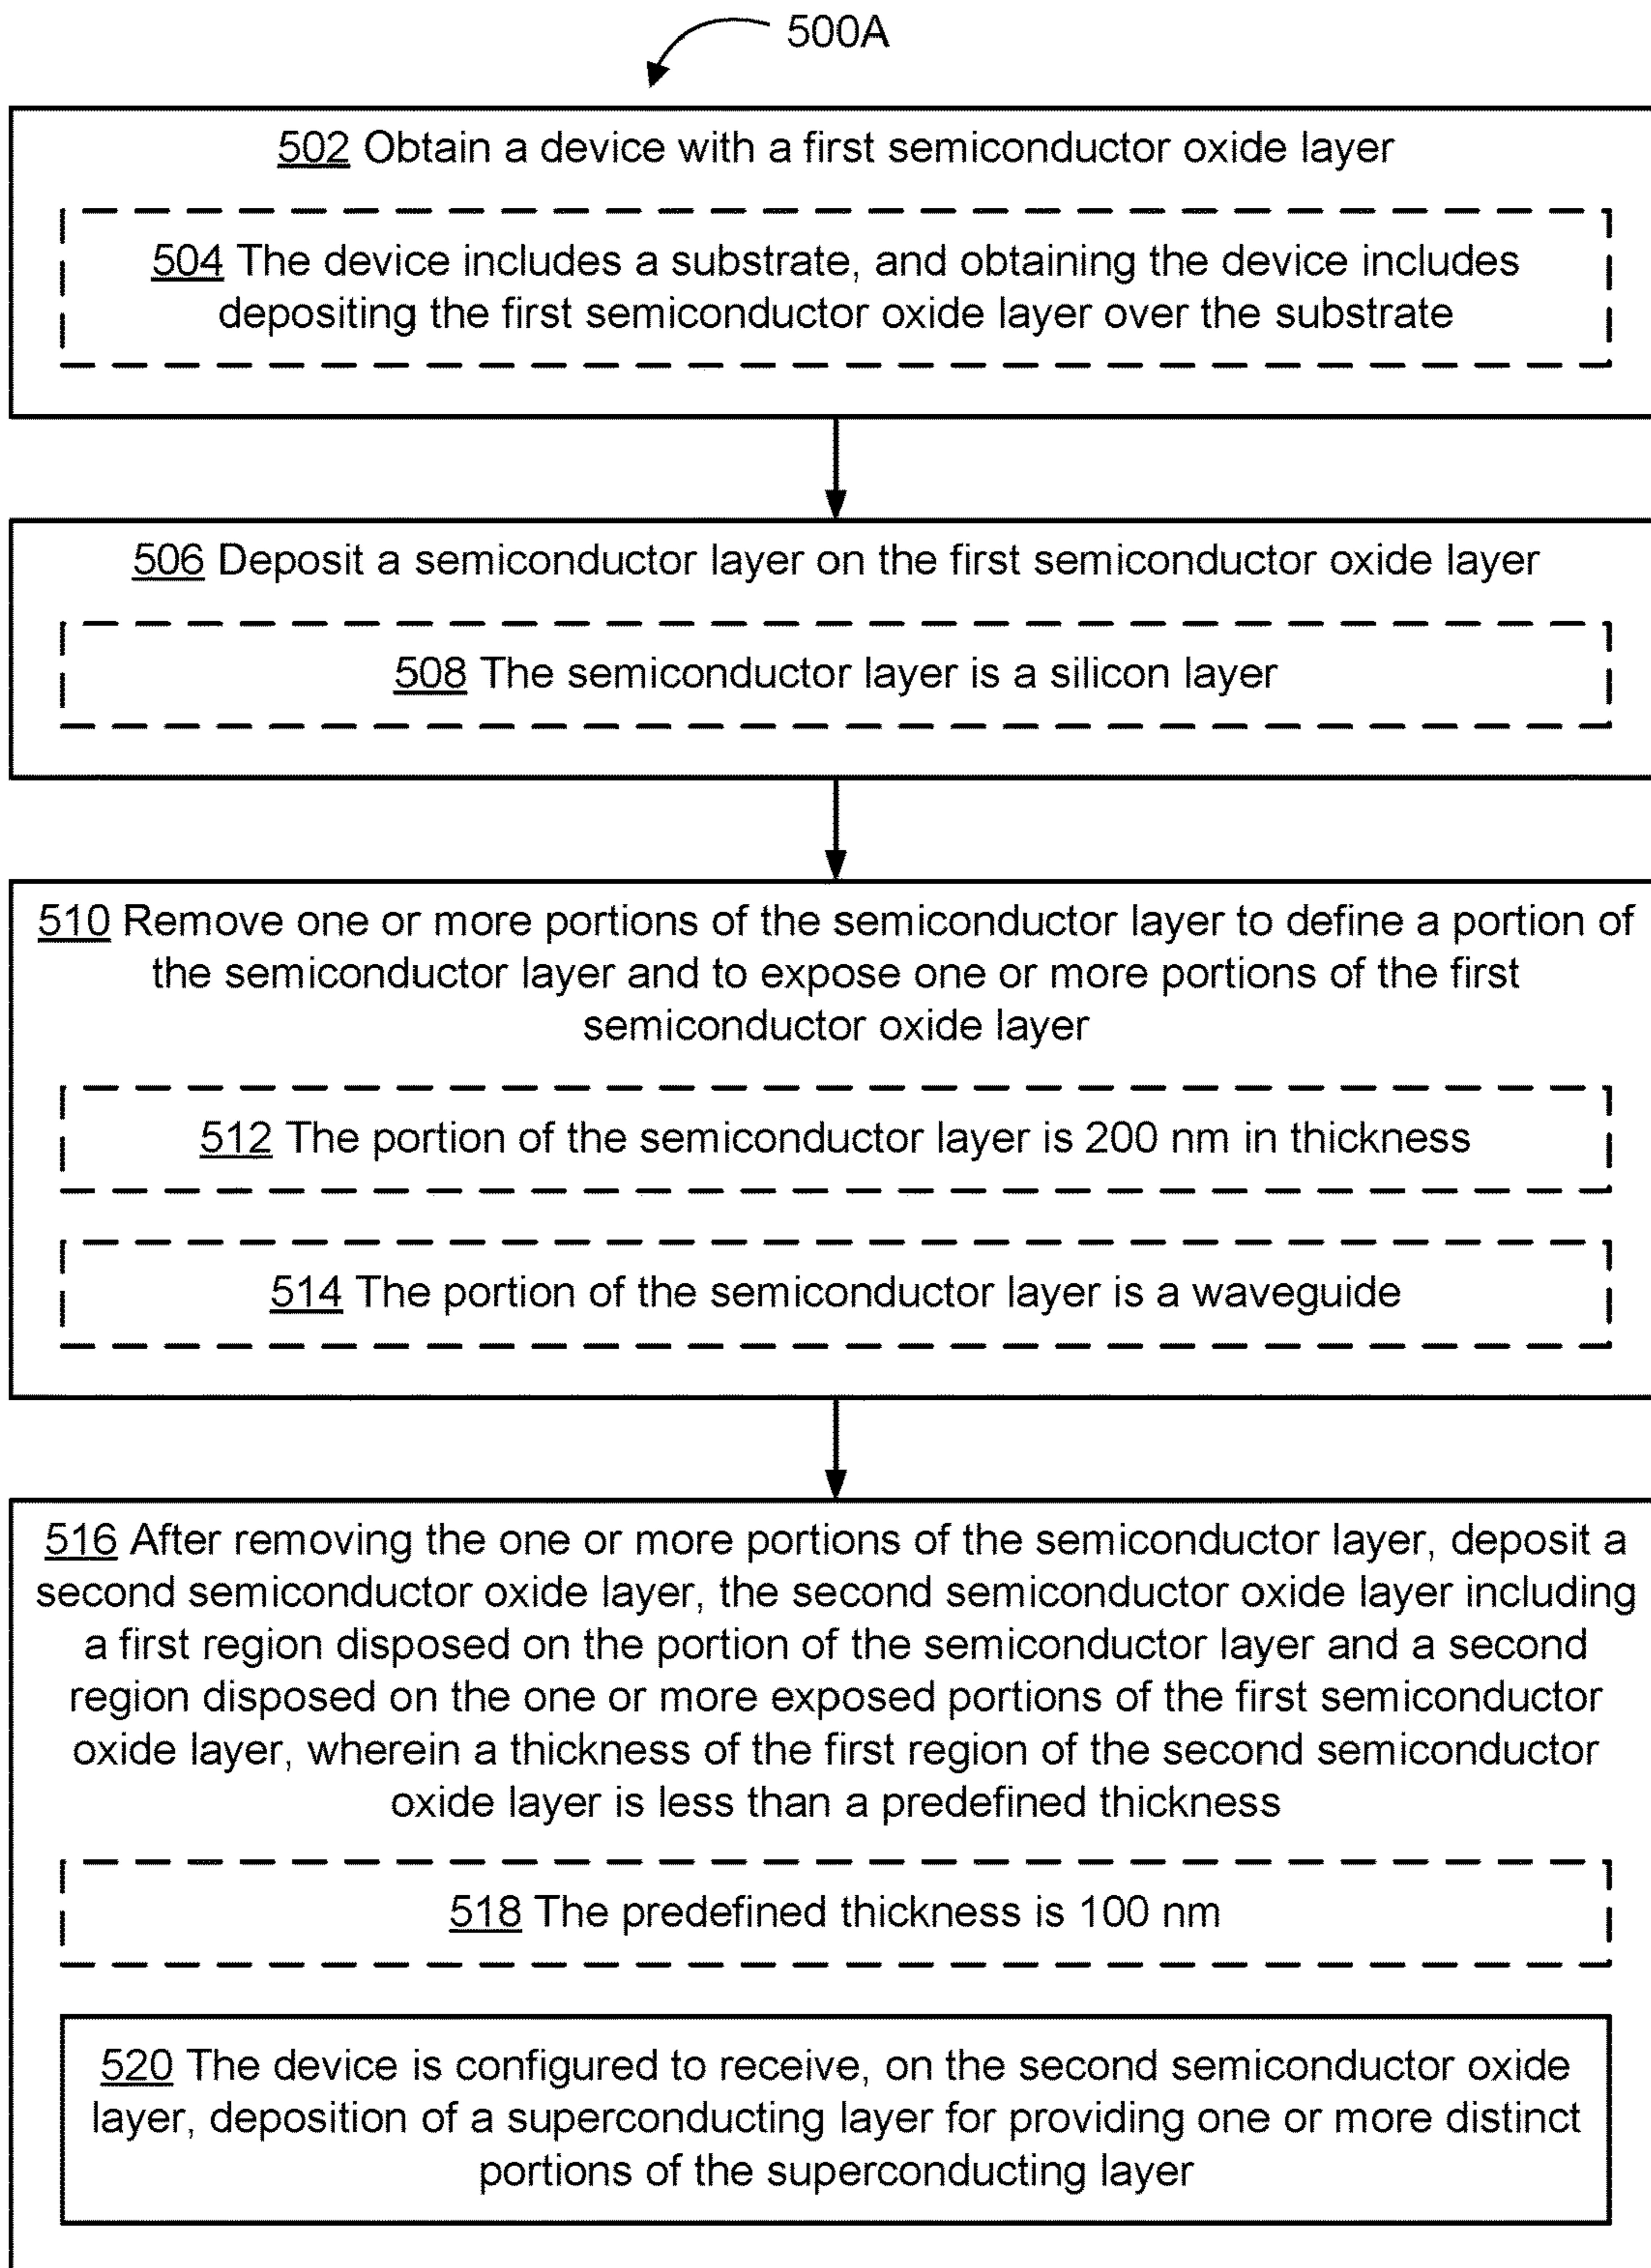 500A
502 Obtain a device with a first semiconductor oxide layer
504 The device includes a substrate, and obtaining the device includes
depositing the first semiconductor oxide layer over the substrate
506 Deposit a semiconductor layer on the first semiconductor oxide layer
508 The semiconductor layer is a silicon layer
510 Remove one or more portions of the semiconductor layer to define a portion of
the semiconductor layer and to expose one or more portions of the first
semiconductor oxide layer
512 The portion of the semiconductor layer is 200 nm in thickness
514 The portion of the semiconductor layer is a waveguide
516 After removing the one or more portions of the semiconductor layer, deposit a
second semiconductor oxide layer, the second semiconductor oxide layer including
a first region disposed on the portion of the semiconductor layer and a second
region disposed on the one or more exposed portions of the first semiconductor
oxide layer, wherein a thickness of the first region of the second semiconductor
oxide layer is less than a predefined thickness
518 The predefined thickness is 100 nm
520 The device is configured to receive, on the second semiconductor oxide
layer, deposition of a superconducting layer for providing one or more distinct
portions of the superconducting layer